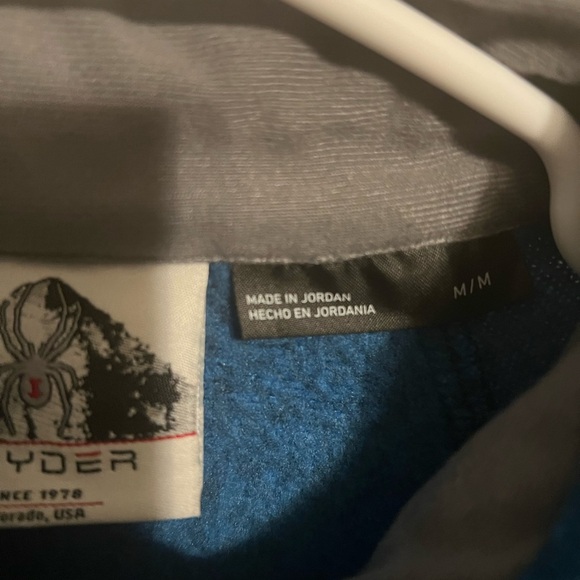 MADE IN JORDAN
HECHO EN JORDANIA
M/M
YDER
NCE 1978
orado, USA